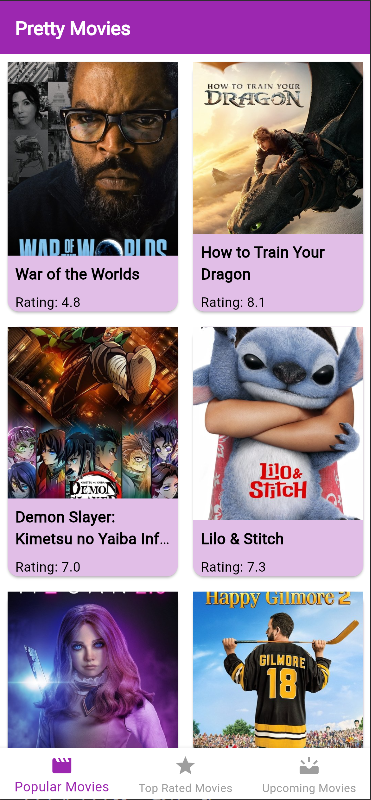 Pretty Movies
WAR OF THE WORLDS
HOW TO TRAIN YOUR
DRAGON
War of the Worlds
Rating: 4.8
How to Train Your
Dragon
Rating: 8.1
DEMON
SLAYER
Lilo &
STITCH
Demon Slayer:
Kimetsu no Yaiba Inf...
Rating: 7.0
Lilo & Stitch
Rating: 7.3
Happy Gilmore 2
GILMORE
18
Popular Movies
Top Rated Movies
Upcoming Movies